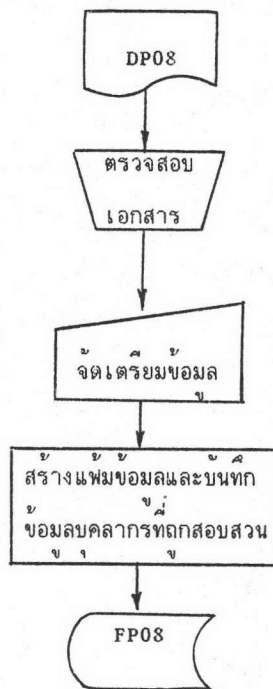 DP08
ตรวจสอบ
เอกสาร
จัดเตรียมข้อมูล
สร้างแฟ้มข้อมูลและบันทึก
ข้อมูลบุคลากรที่ถูกสอบสวน
FP08